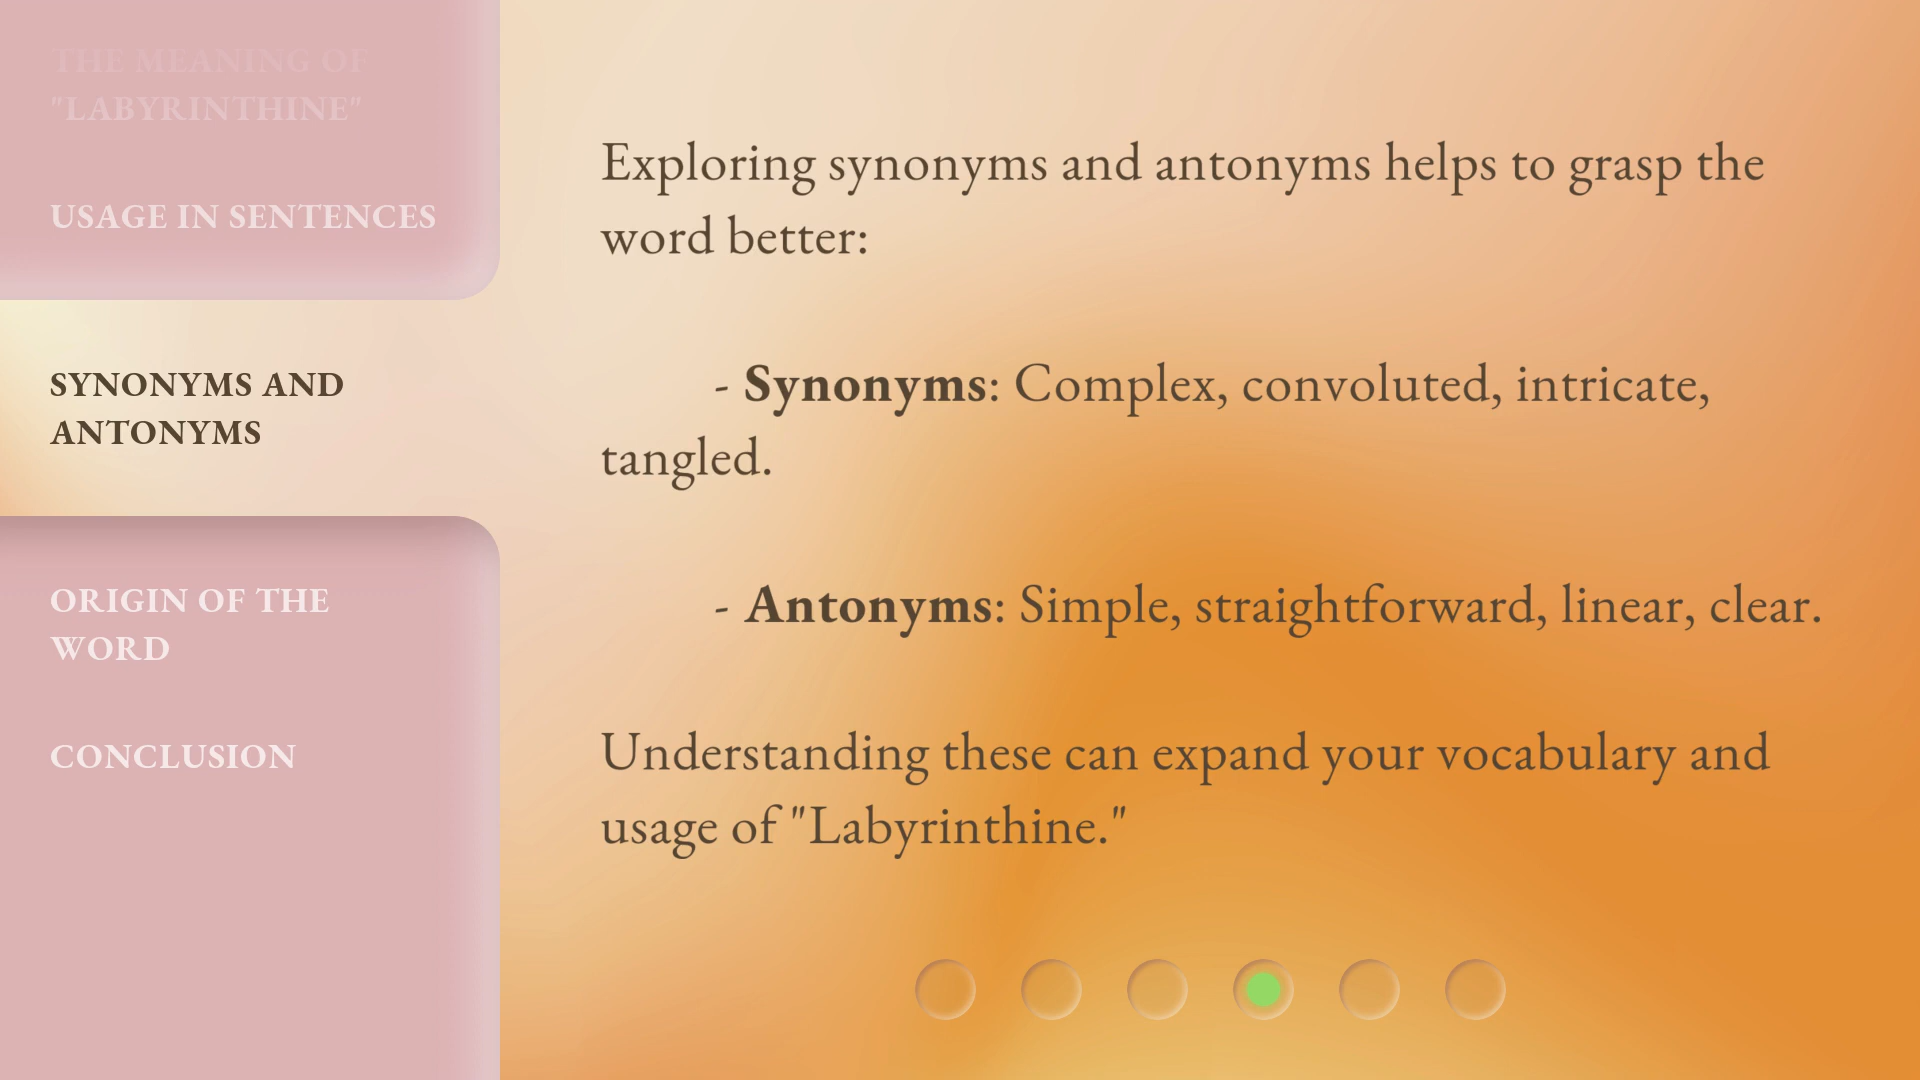 THE MEANING OF
"LABYRINTHINE"
USAGE IN SENTENCES
SYNONYMS AND
ANTONYMS
ORIGIN OF THE
WORD
CONCLUSION
Exploring synonyms and antonyms helps to grasp the
word better:
- Synonyms: Complex, convoluted, intricate,
tangled.
- Antonyms: Simple, straightforward, linear, clear.
Understanding these can expand your vocabulary and
usage of "Labyrinthine."